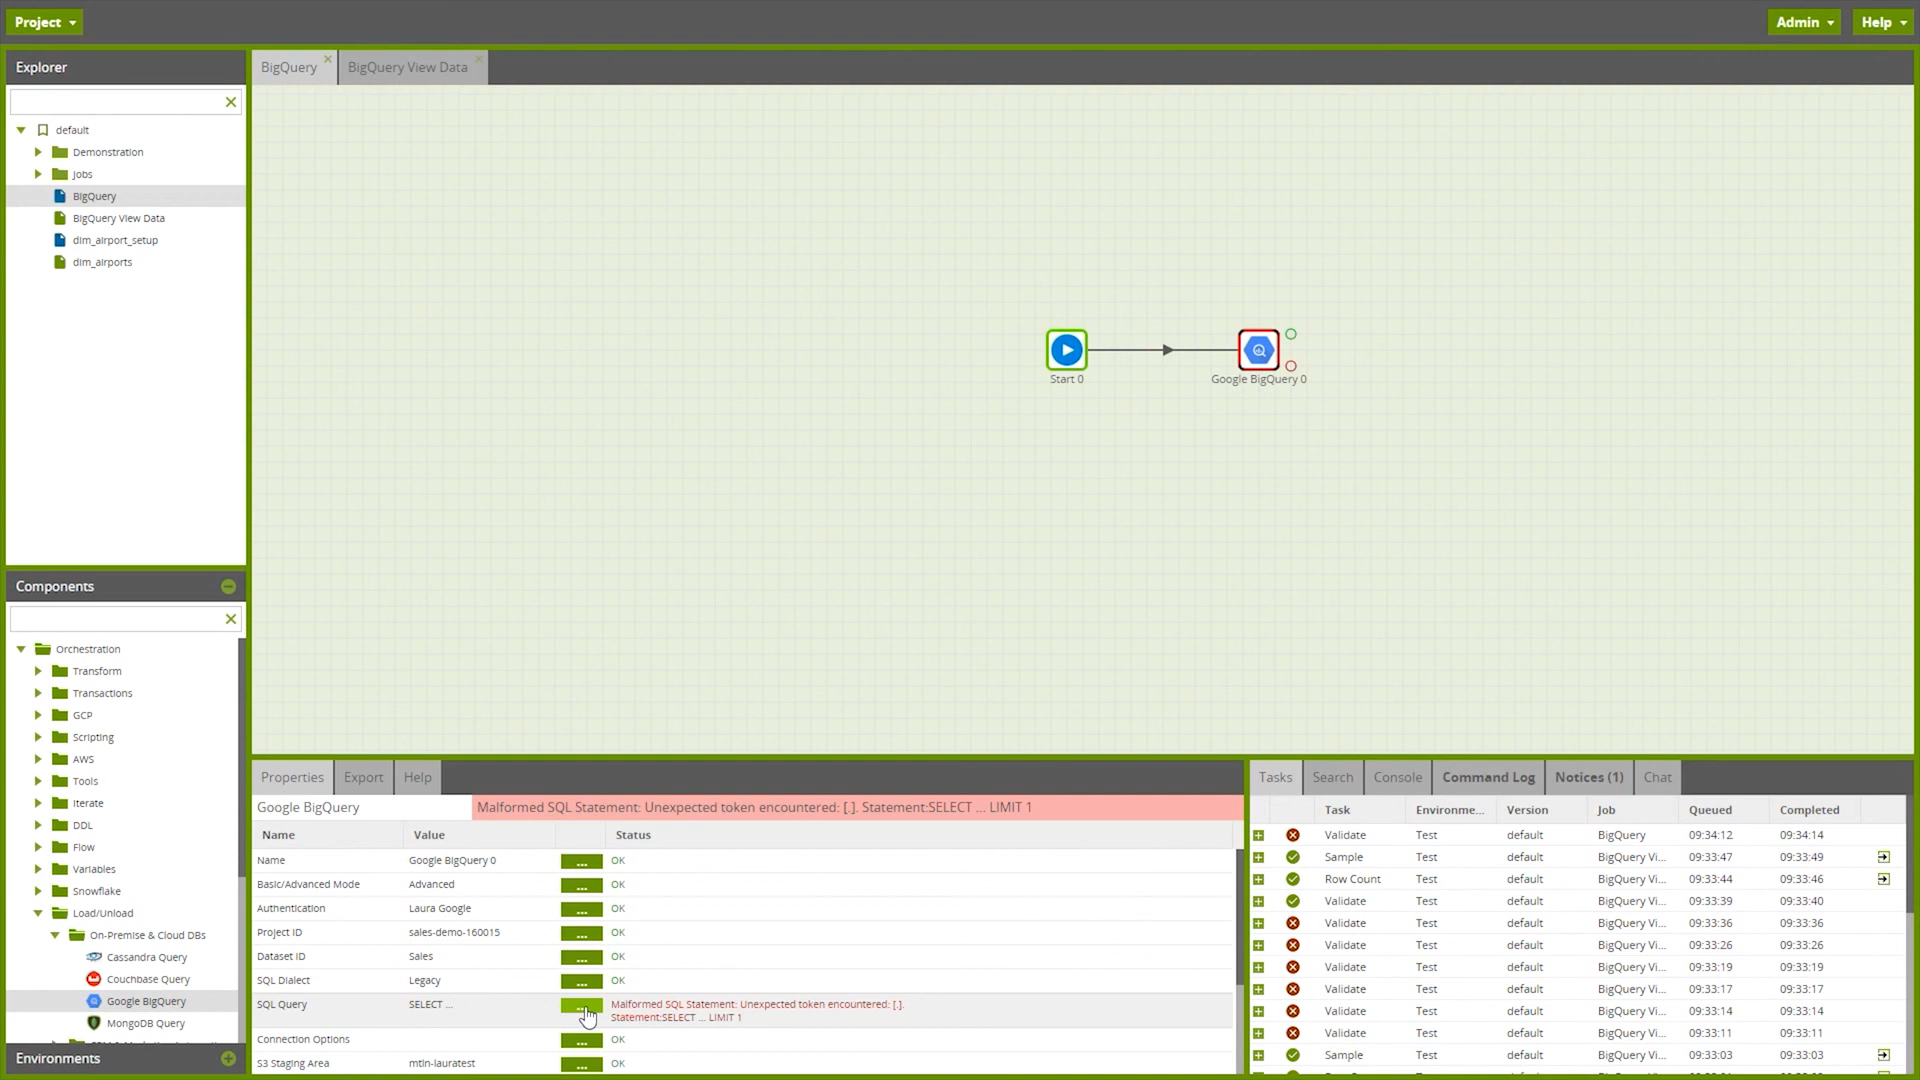 Project
Admin
Help
Explorer
default
Demonstration
Jobs
BigQuery
BigQuery View Data
dim_airport_setup
dim_airports
BigQuery
BigQuery View Data
Start 0
Google BigQuery 0
Components
Orchestration
Transform
Transactions
GCP
Scripting
AWS
Tools
Iterate
DDL
Flow
Variables
Snowflake
Load/Unload
On-Premise & Cloud DBs
Cassandra Query
Couchbase Query
Google BigQuery
MongoDB Query
Environments
Properties Export Help
Google BigQuery Malformed SQL Statement: Unexpected token encountered: [.]. Statement:SELECT ... LIMIT 1
Name Value Status
Name Google BigQuery 0 ... OK
Basic/Advanced Mode Advanced ... OK
Authentication Laura Google ... OK
Project ID sales-demo-160015 ... OK
Dataset ID Sales ... OK
SQL Dialect Legacy ... OK
SQL Query SELECT ... ... Malformed SQL Statement: Unexpected token encountered: [.].
Statement:SELECT ... LIMIT 1
Connection Options ... OK
S3 Staging Area mtln-lauratest ... OK
Tasks Search Console Command Log Notices (1) Chat
Task Environme... Version Job Queued Completed
Validate Test default BigQuery 09:34:12 09:34:14
Sample Test default BigQuery Vi... 09:33:47 09:33:49
Row Count Test default BigQuery Vi... 09:33:44 09:33:46
Validate Test default BigQuery Vi... 09:33:39 09:33:40
Validate Test default BigQuery Vi... 09:33:36 09:33:36
Validate Test default BigQuery Vi... 09:33:26 09:33:26
Validate Test default BigQuery Vi... 09:33:19 09:33:19
Validate Test default BigQuery Vi... 09:33:17 09:33:17
Validate Test default BigQuery Vi... 09:33:14 09:33:14
Validate Test default BigQuery Vi... 09:33:11 09:33:11
Sample Test default BigQuery Vi... 09:33:03 09:33:03